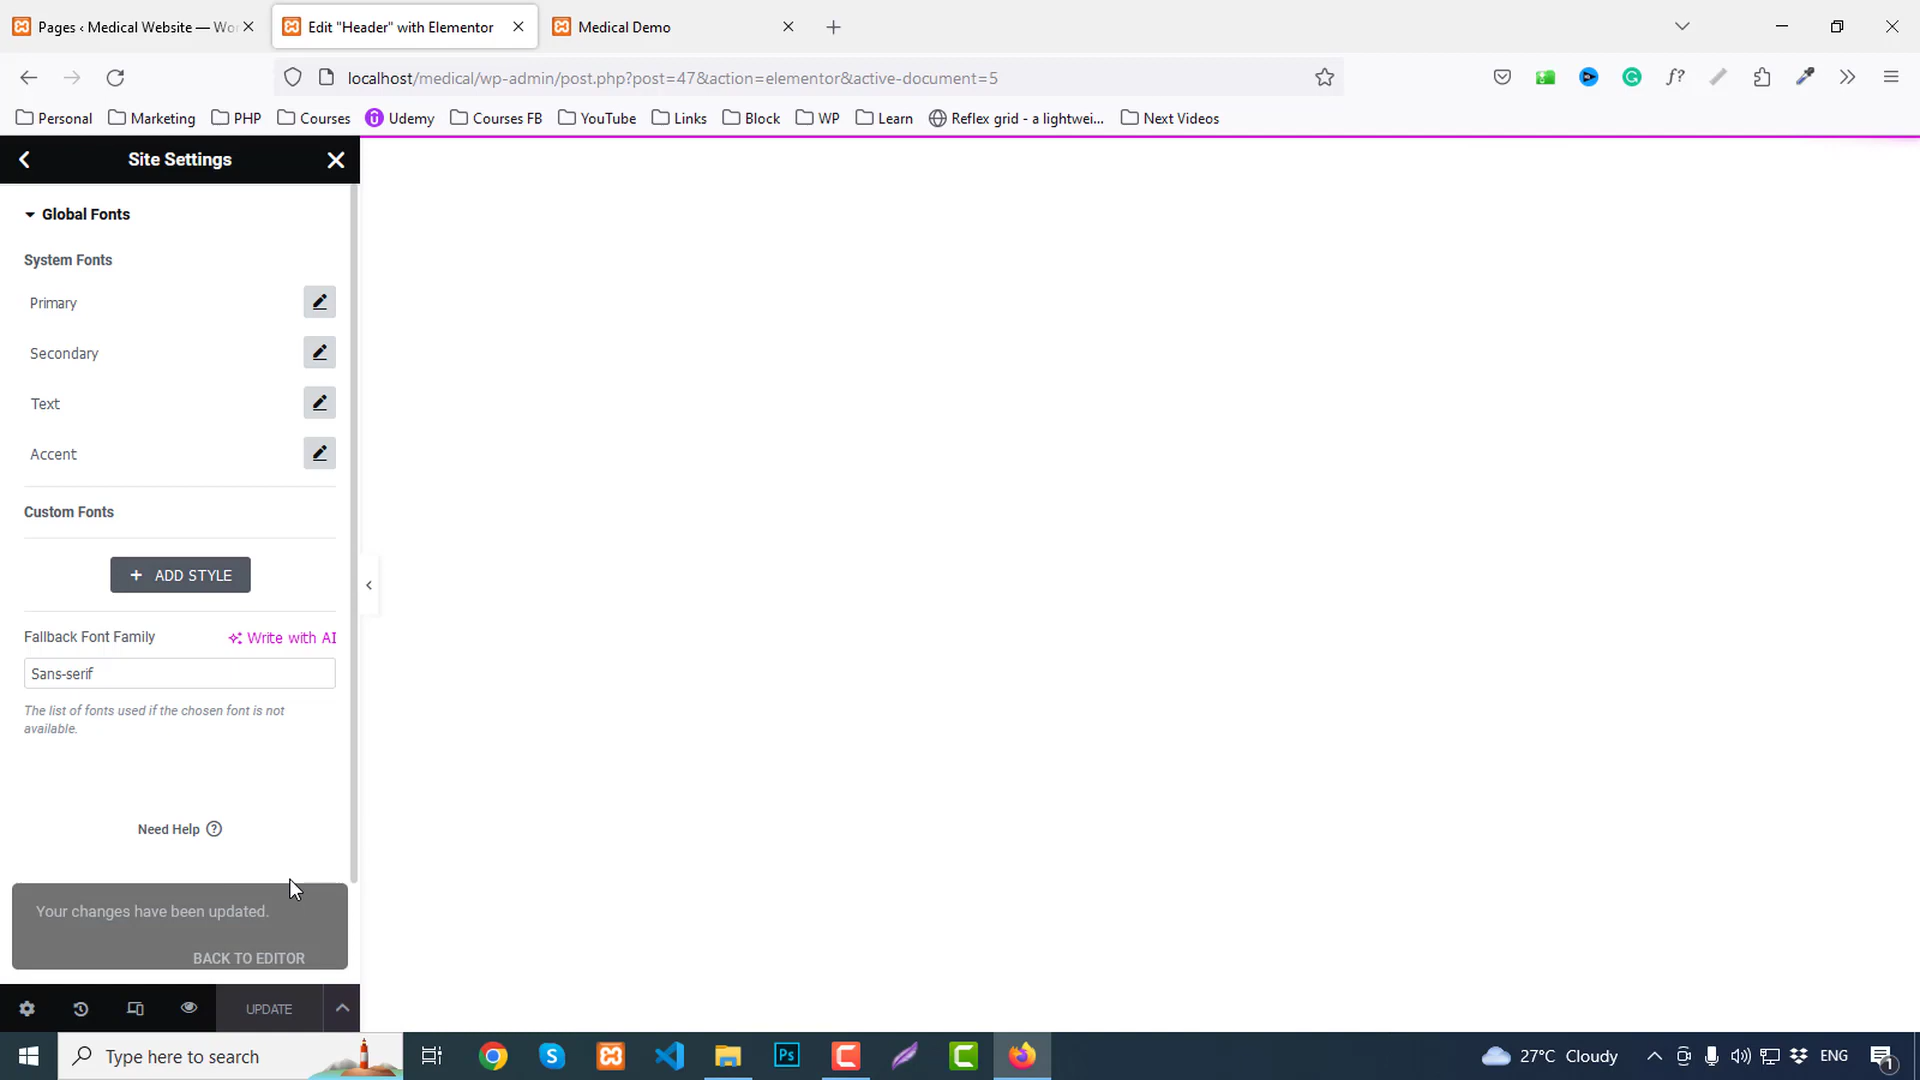 Pages ‹ Medical Website — Wo
Edit "Header" with Elementor
Medical Demo
localhost/medical/wp-admin/post.php?post=47&action=elementor&active-document=5
Personal
Marketing
PHP
Courses
Udemy
Courses FB
YouTube
Links
Block
WP
Learn
Reflex grid - a lightwei...
Next Videos
Site Settings
Global Fonts
System Fonts
Primary
Secondary
Text
Accent
Custom Fonts
+ ADD STYLE
Fallback Font Family
Write with AI
Sans-serif
The list of fonts used if the chosen font is not
available.
Need Help
Your changes have been updated.
BACK TO EDITOR
UPDATE
Type here to search
Ps
27°C Cloudy
ENG
1